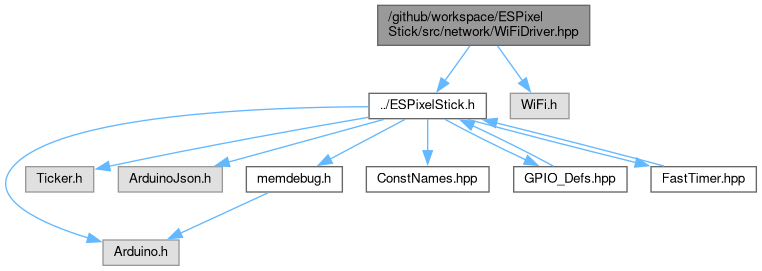 /github/workspace/ESPixel
Stick/src/network/WiFiDriver.hpp
../ESPixelStick.h
WiFi.h
Ticker.h
ArduinoJson.h
memdebug.h
ConstNames.hpp
GPIO_Defs.hpp
FastTimer.hpp
Arduino.h